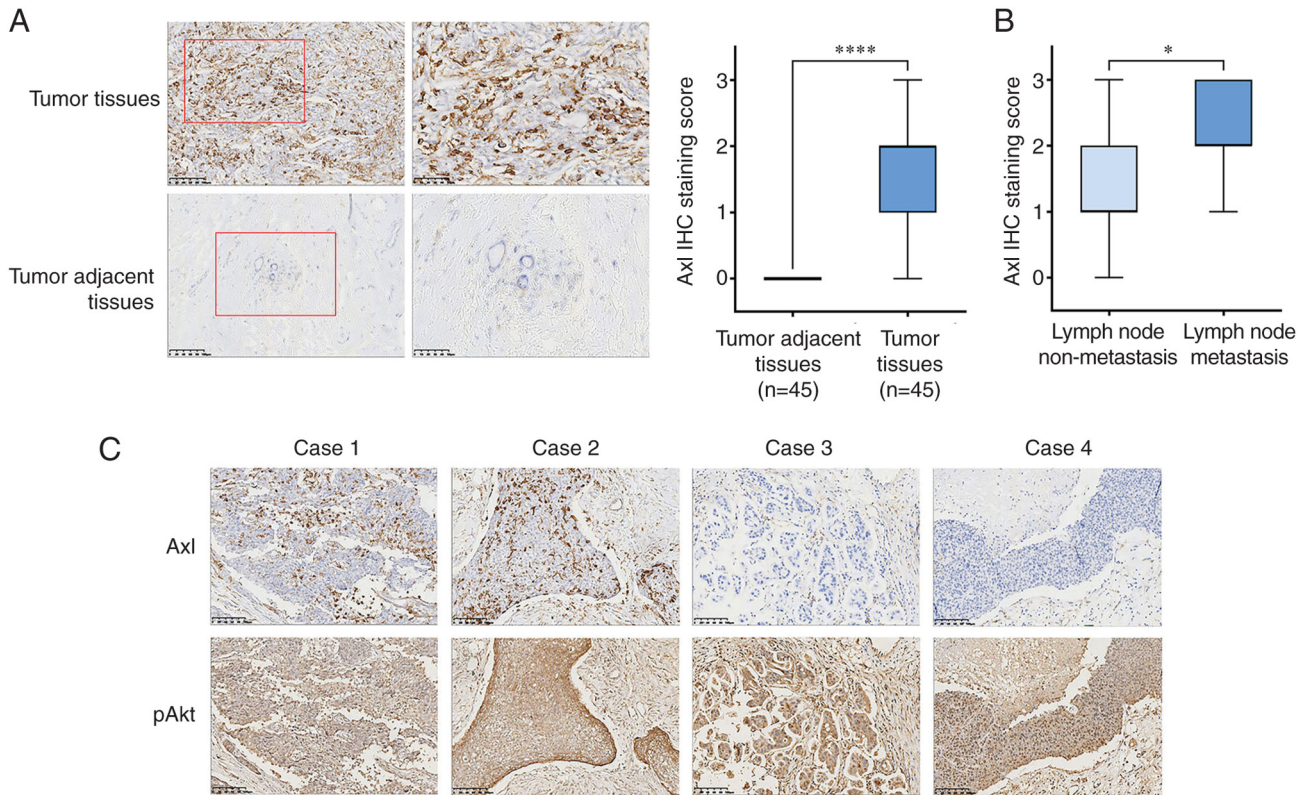 A
Tumor tissues
Tumor adjacent
tissues
****
Axl IHC staining score
3
2
1
0
Tumor adjacent
tissues
(n=45)
Tumor
tissues
(n=45)
B
*
Axl IHC staining score
3
2
1
0
Lymph node
non-metastasis
Lymph node
metastasis
C
Case 1
Case 2
Case 3
Case 4
Axl
pAkt